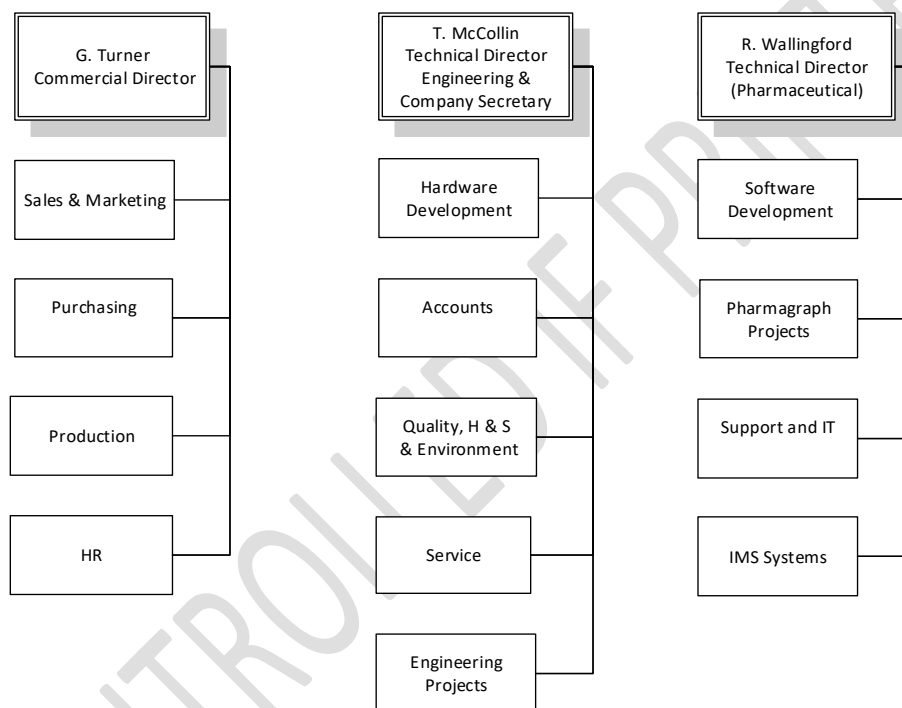 G. Turner
Commercial Director
Sales & Marketing
Purchasing
Production
HR
T. McCollin
Technical Director
Engineering &
Company Secretary
Hardware
Development
Accounts
Quality, H & S
& Environment
Service
Engineering
Projects
R. Wallingford
Technical Director
(Pharmaceutical)
Software
Development
Pharmagraph
Projects
Support and IT
IMS Systems